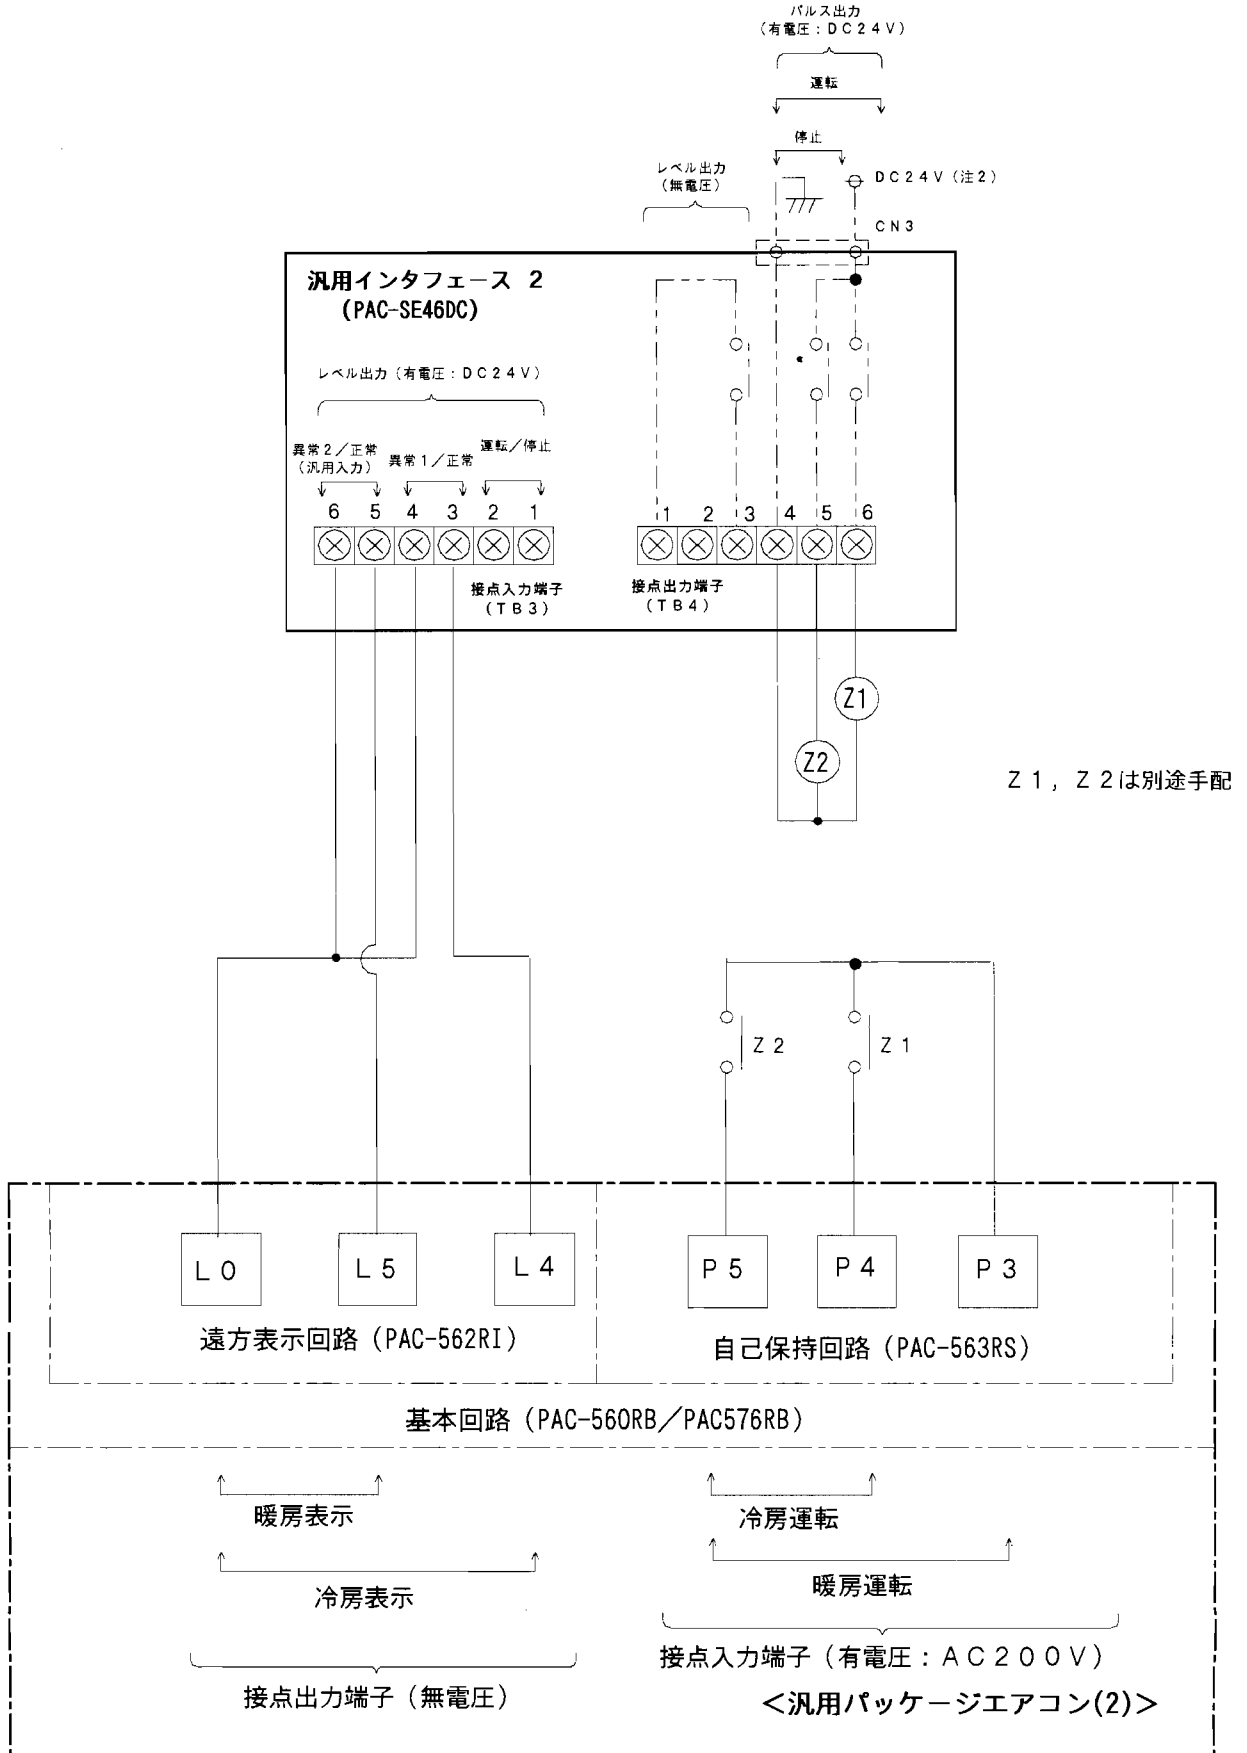 パルス出力
(有電圧：DC24V)
運転
停止
レベル出力
(無電圧)
DC24V(注2)
CN3
汎用インタフェース 2
(PAC-SE46DC)
レベル出力(有電圧：DC24V)
異常2／正常
(汎用入力)
異常1／正常
運転／停止
6 5 4 3 2 1
1 2 3 4 5 6
接点入力端子
(TB3)
接点出力端子
(TB4)
Z1
Z2
Z1，Z2は別途手配
Z2
Z1
L0
L5
L4
P5
P4
P3
遠方表示回路(PAC-562RI)
自己保持回路(PAC-563RS)
基本回路(PAC-560RB／PAC576RB)
暖房表示
冷房運転
冷房表示
暖房運転
接点出力端子(無電圧)
接点入力端子(有電圧：AC200V)
＜汎用パッケージエアコン(2)＞